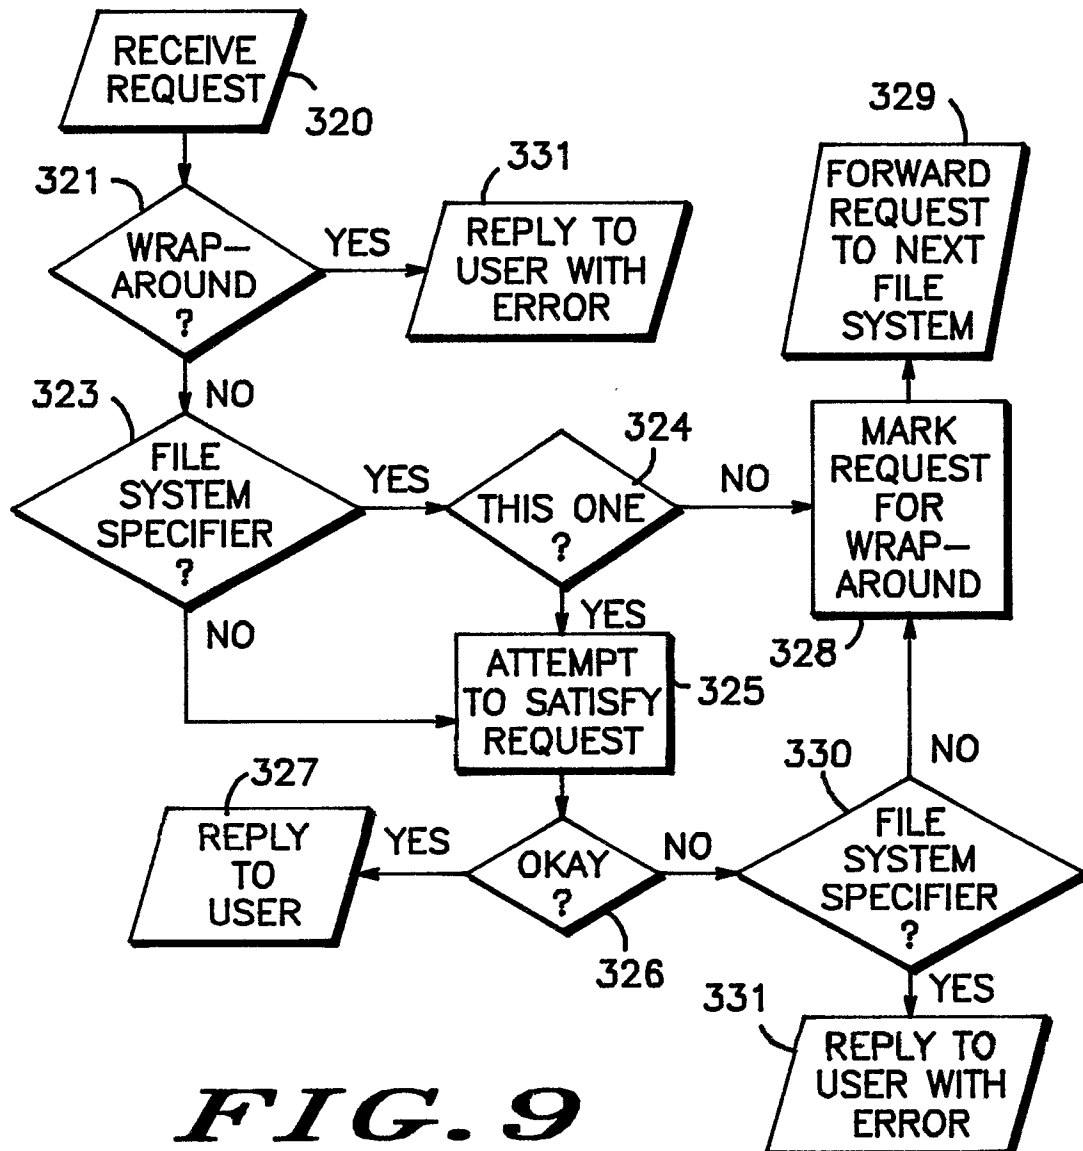 RECEIVE
REQUEST
320
321
WRAP-
AROUND
?
YES
331
REPLY TO
USER WITH
ERROR
329
FORWARD
REQUEST
TO NEXT
FILE
SYSTEM
NO
323
FILE
SYSTEM
SPECIFIER
?
YES
324
THIS ONE
?
NO
MARK
REQUEST
FOR
WRAP-
AROUND
328
NO
YES
ATTEMPT
TO SATISFY
REQUEST
325
327
REPLY
TO
USER
YES
OKAY
?
326
NO
330
NO
FILE
SYSTEM
SPECIFIER
?
YES
331
REPLY TO
USER WITH
ERROR
FIG. 9